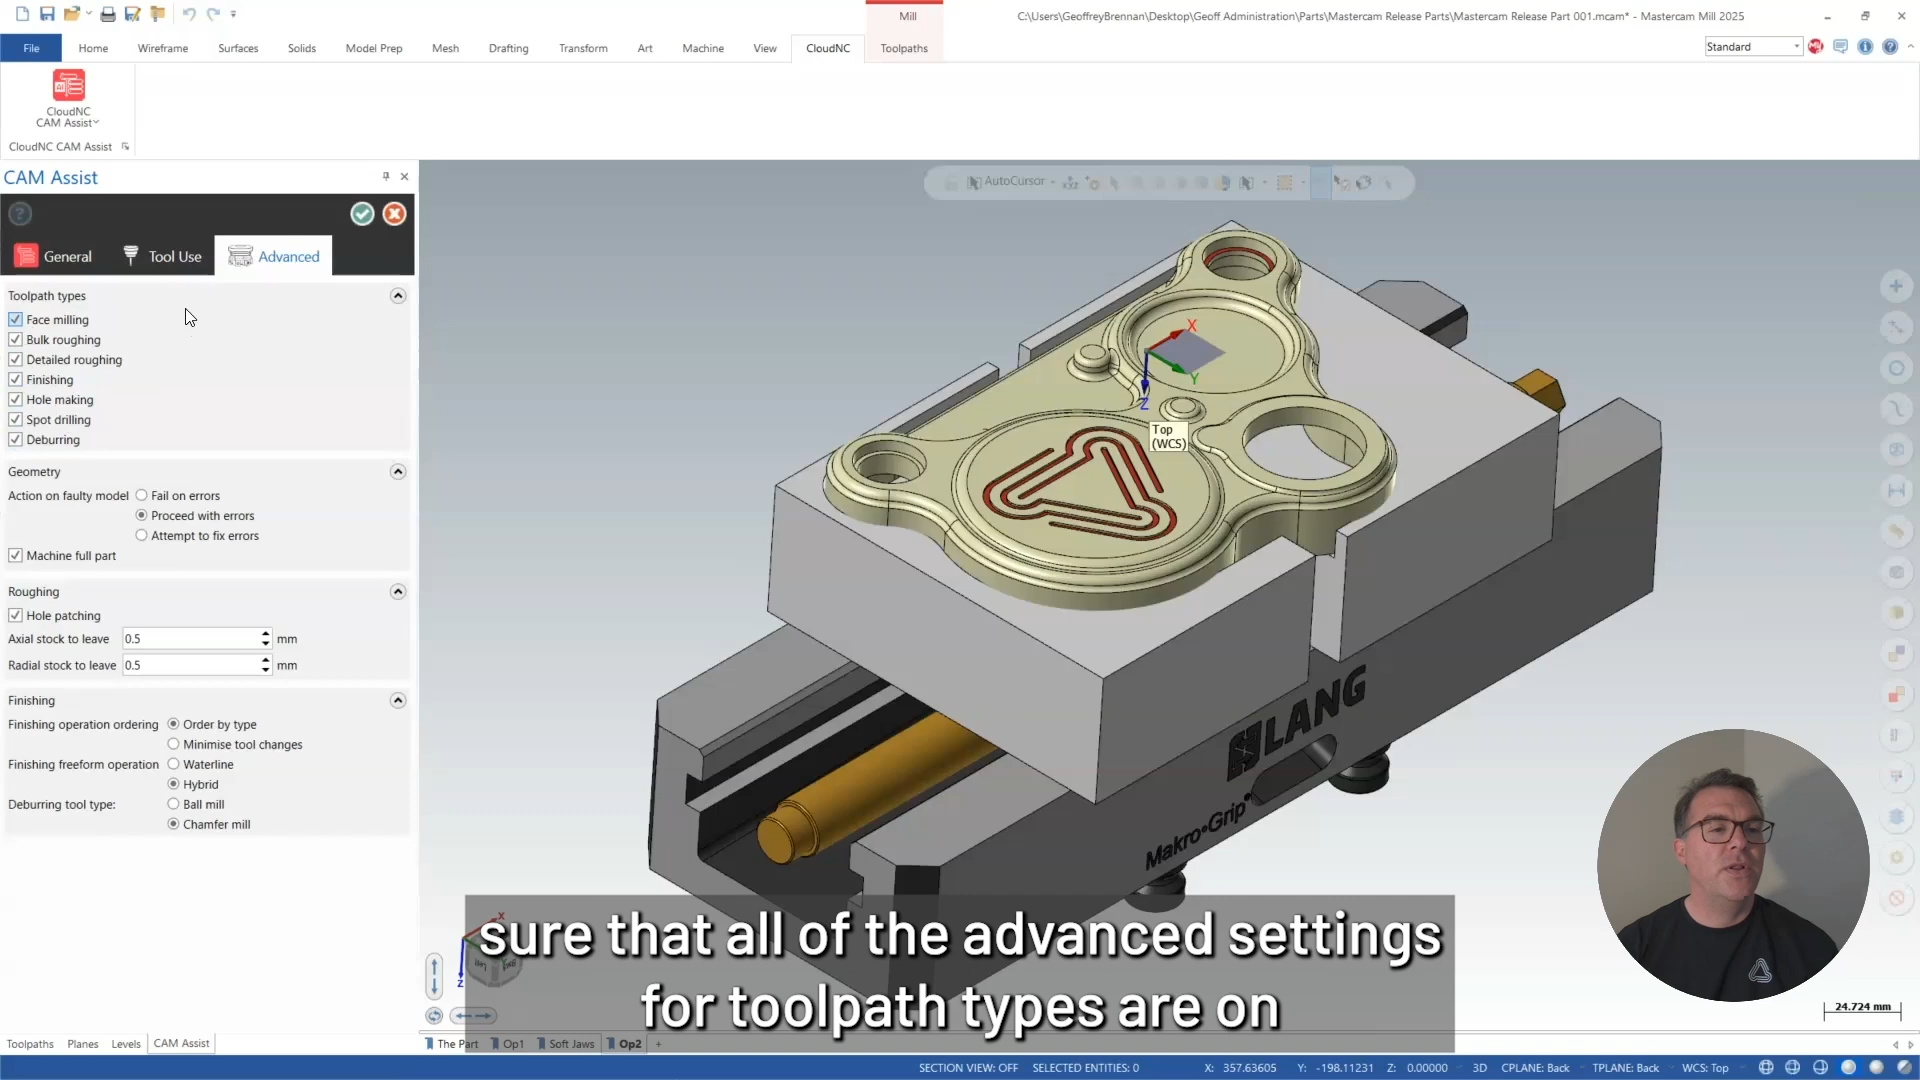 Mill
C:\Users\GeoffreyBrennan\Desktop\Geoff Administration\Parts\Mastercam Release Parts\Mastercam Release Part 001.mcam* - Mastercam Mill 2025
File Home Wireframe Surfaces Solids Model Prep Mesh Drafting Transform Art Machine View CloudNC Toolpaths
Standard
CloudNC
CAM Assist
CloudNC CAM Assist
CAM Assist
AutoCursor
General Tool Use Advanced
Toolpath types
Face milling
Bulk roughing
Detailed roughing
Finishing
Hole making
Spot drilling
Deburring
Geometry
Action on faulty model Fail on errors
Proceed with errors
Attempt to fix errors
Machine full part
Roughing
Hole patching
Axial stock to leave 0.5 mm
Radial stock to leave 0.5 mm
Finishing
Finishing operation ordering Order by type
Minimise tool changes
Finishing freeform operation Waterline
Hybrid
Deburring tool type: Ball mill
Chamfer mill
X
Y
Z
Top
(WCS)
LANG
Makro•Grip®
X
Z
sure that all of the advanced settings
for toolpath types are on
24.724 mm
Toolpaths Planes Levels CAM Assist
The Part Op1 Soft Jaws Op2 +
SECTION VIEW: OFF SELECTED ENTITIES: 0 X: 357.63605 Y: -198.11231 Z: 0.00000 3D CPLANE: Back TPLANE: Back WCS: Top